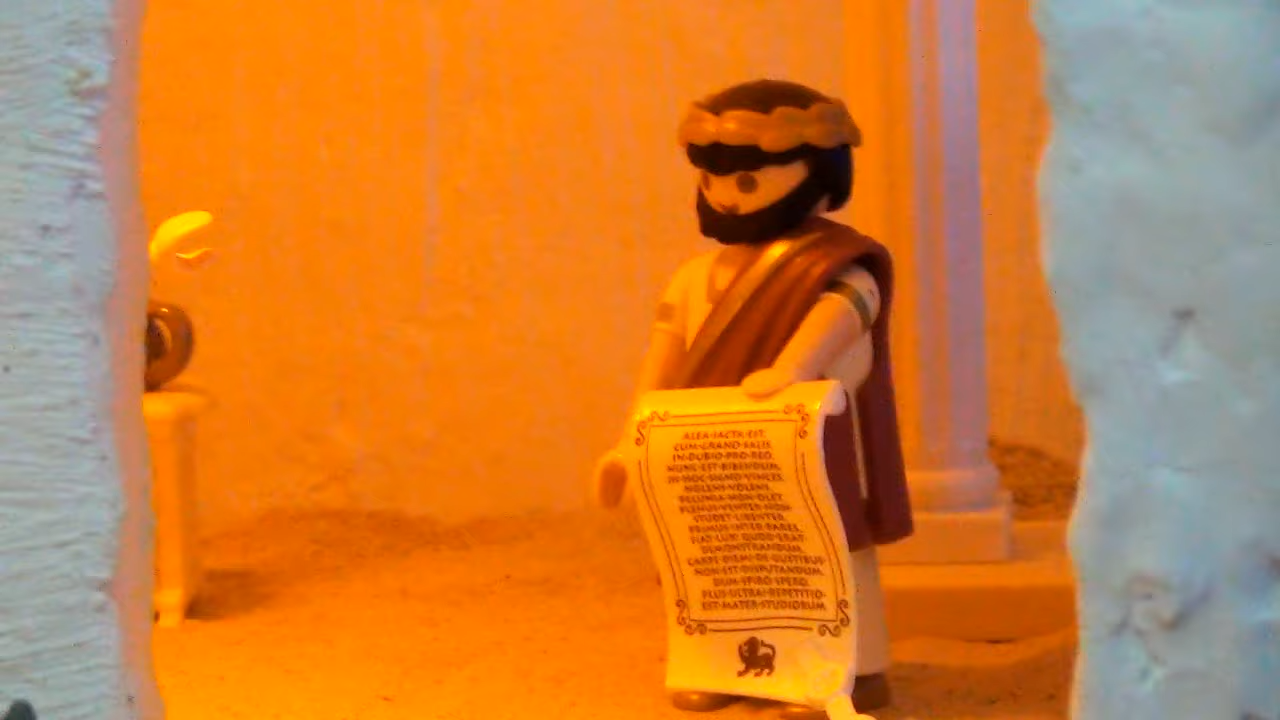 ALEA·IACTA·EST.
CUM·GRANO·SALIS.
IN·DUBIO·PRO·REO.
NUNC·EST·BIBENDUM.
IN·HOC·SIGNO·VINCES.
NOLENS·VOLENS.
PECUNIA·NON·OLET.
PLENUS·VENTER·NON·
STUDET·LIBENTER.
PRIMUS·INTER·PARES.
FIAT·LUX!·QUOD·ERAT·
DEMONSTRANDUM.
CARPE·DIEM!·DE·GUSTIBUS·
NON·EST·DISPUTANDUM.
DUM·SPIRO·SPERO.
PLUS·ULTRA!·REPETITIO·
EST·MATER·STUDIORUM.